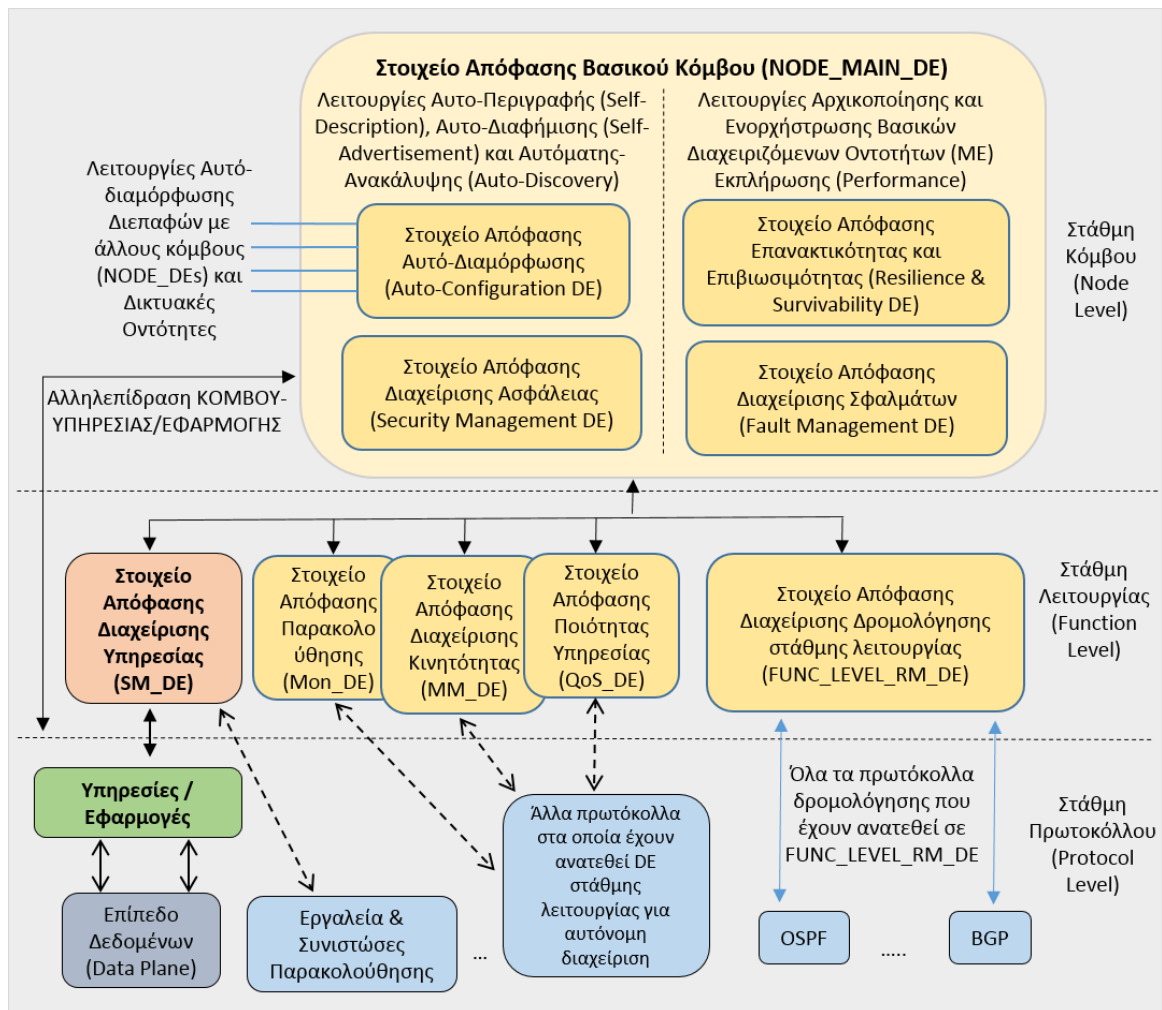 Στοιχείο Απόφασης Βασικού Κόμβου (NODE_MAIN_DE)
Λειτουργίες Αυτο-Περιγραφής (Self-
Description), Αυτο-Διαφήμισης (Self-
Advertisement) και Αυτόματης-
Ανακάλυψης (Auto-Discovery)
Λειτουργίες Αρχικοποίησης και
Ενορχήστρωσης Βασικών
Διαχειριζόμενων Οντοτήτων (ME)
Εκπλήρωσης (Performance)
Λειτουργίες Αυτό-
διαμόρφωσης
Διεπαφών με
άλλους κόμβους
(NODE_DEs) και
Δικτυακές
Οντότητες
Στοιχείο Απόφασης
Αυτό-Διαμόρφωσης
(Auto-Configuration DE)
Στοιχείο Απόφασης
Επανακτικότητας και
Επιβιωσιμότητας (Resilience &
Survivability DE)
Στάθμη
Κόμβου
(Node
Level)
Στοιχείο Απόφασης
Διαχείρισης Ασφάλειας
(Security Management DE)
Στοιχείο Απόφασης
Διαχείρισης Σφαλμάτων
(Fault Management DE)
Αλληλεπίδραση ΚΟΜΒΟΥ-
ΥΠΗΡΕΣΙΑΣ/ΕΦΑΡΜΟΓΗΣ
Στοιχείο
Απόφασης
Διαχείρισης
Υπηρεσίας
(SM_DE)
Στοιχείο
Απόφασης
Παρακολο
ύθησης
(Mon_DE)
Στοιχείο
Απόφασης
Διαχείρισης
Κινητότητας
(MM_DE)
Στοιχείο
Απόφασης
Ποιότητας
Υπηρεσίας
(QoS_DE)
Στοιχείο Απόφασης
Διαχείρισης Δρομολόγησης
στάθμης λειτουργίας
(FUNC_LEVEL_RM_DE)
Στάθμη
Λειτουργίας
(Function
Level)
Υπηρεσίες /
Εφαρμογές
Επίπεδο
Δεδομένων
(Data Plane)
Εργαλεία &
Συνιστώσες
Παρακολούθησης
...
Άλλα πρωτόκολλα
στα οποία έχουν
ανατεθεί DE
στάθμης
λειτουργίας για
αυτόνομη
διαχείριση
Όλα τα πρωτόκολλα
δρομολόγησης που
έχουν ανατεθεί σε
FUNC_LEVEL_RM_DE
OSPF
.....
BGP
Στάθμη
Πρωτοκόλλου
(Protocol
Level)